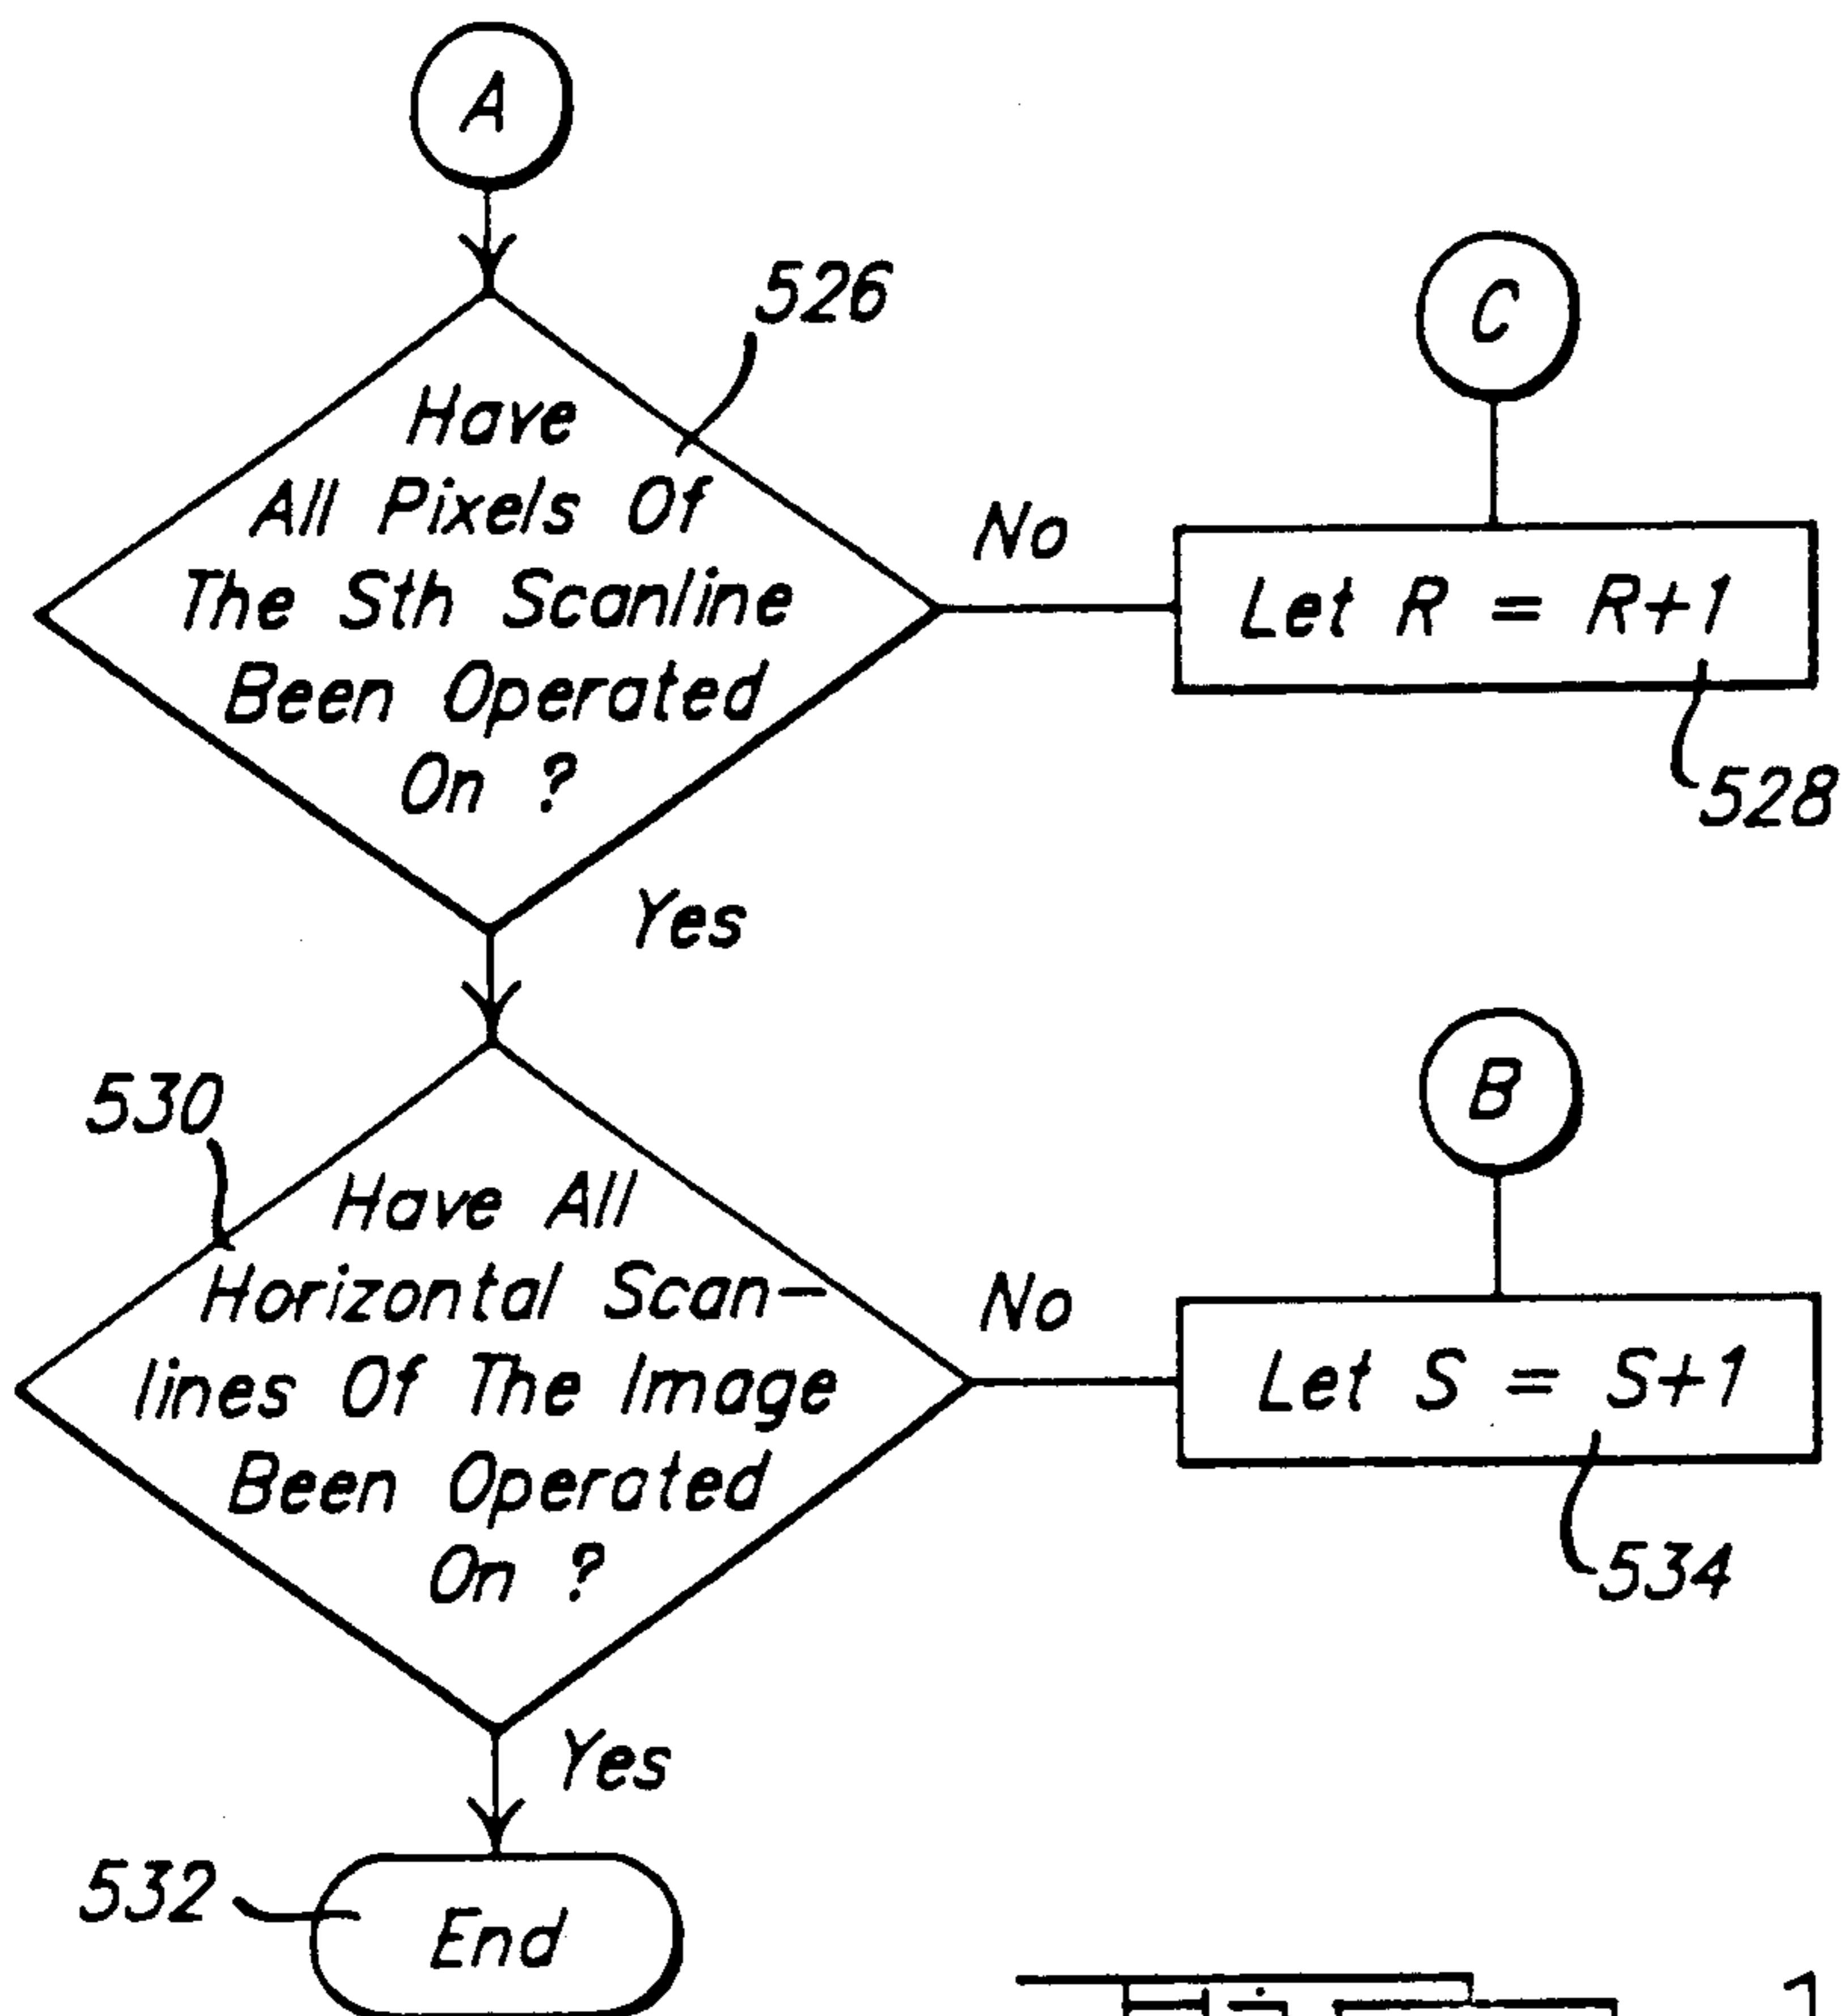 A
526
Have
All Pixels Of
The Sth Scanline
Been Operated
On ?
No
C
Let R = R+1
528
Yes
530
Have All
Horizontal Scan-
lines Of The Image
Been Operated
On ?
No
B
Let S = S+1
534
Yes
532
End